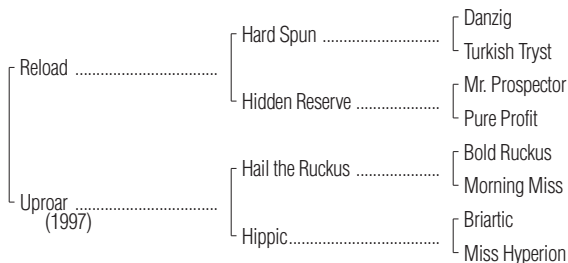 Danzig
Hard Spun ..............................
Turkish Tryst
Reload ....................................
Mr. Prospector
Hidden Reserve .....................
Pure Profit
Bold Ruckus
Hail the Ruckus .....................
Morning Miss
Uproar ....................................
(1997)
Briartic
Hippic......................................
Miss Hyperion